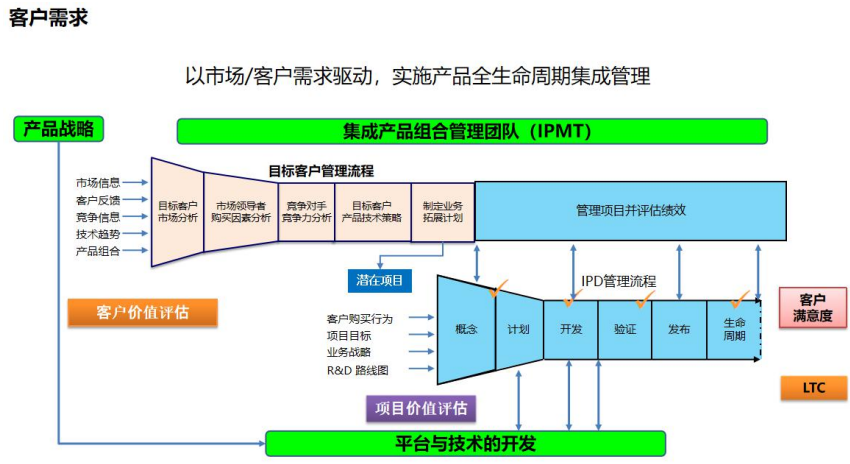 客户需求
以市场/客户需求驱动，实施产品全生命周期集成管理
产品战略
集成产品组合管理团队（IPMT）
目标客户管理流程
市场信息
客户反馈
竞争信息
技术趋势
产品组合
目标客户
市场分析
市场领导者
购买因素分析
竞争对手
竞争力分析
目标客户
产品技术策略
制定业务
拓展计划
管理项目并评估绩效
潜在项目
IPD管理流程
客户价值评估
客户购买行为
项目目标
业务战略
R&D 路线图
概念
计划
开发
验证
发布
生命
周期
客户
满意度
LTC
项目价值评估
平台与技术的开发